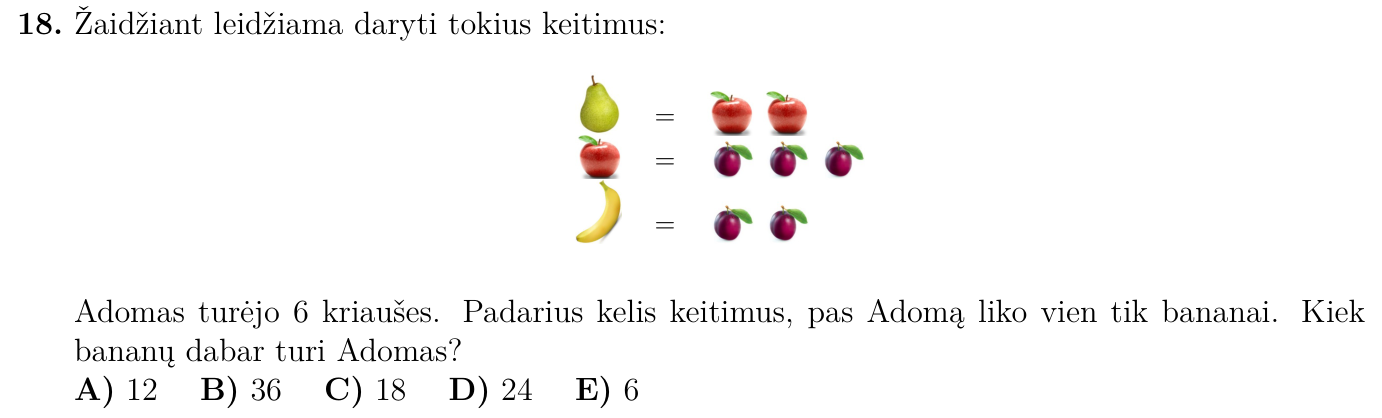 18. Žaidžiant leidžiama daryti tokius keitimus:
=
=
=
Adomas turėjo 6 kriaušes. Padarius kelis keitimus, pas Adomą liko vien tik bananai. Kiek
bananų dabar turi Adomas?
A) 12 B) 36 C) 18 D) 24 E) 6